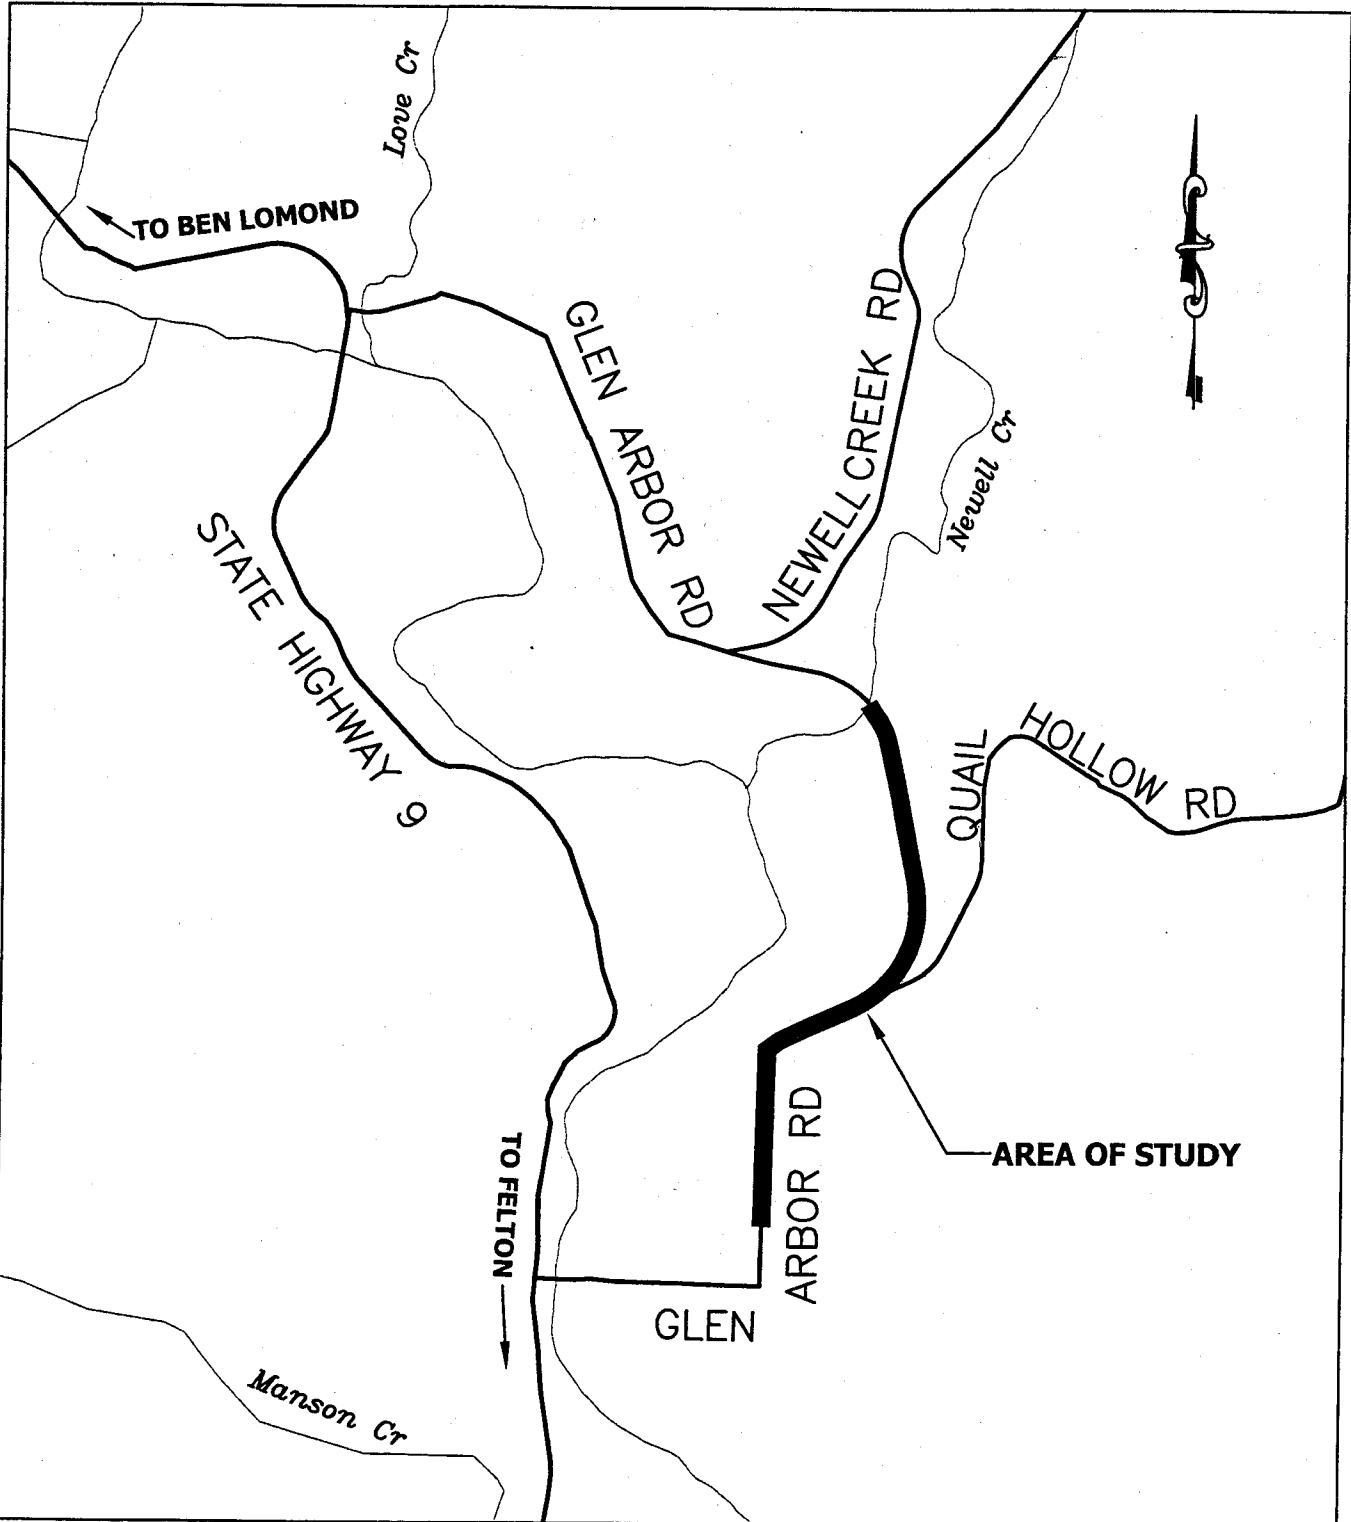 Love Cr
TO BEN LOMOND
GLEN ARBOR RD
NEWELL CREEK RD
Newell Cr
STATE HIGHWAY 9
QUAIL HOLLOW RD
AREA OF STUDY
TO FELTON
GLEN ARBOR RD
Manson Cr